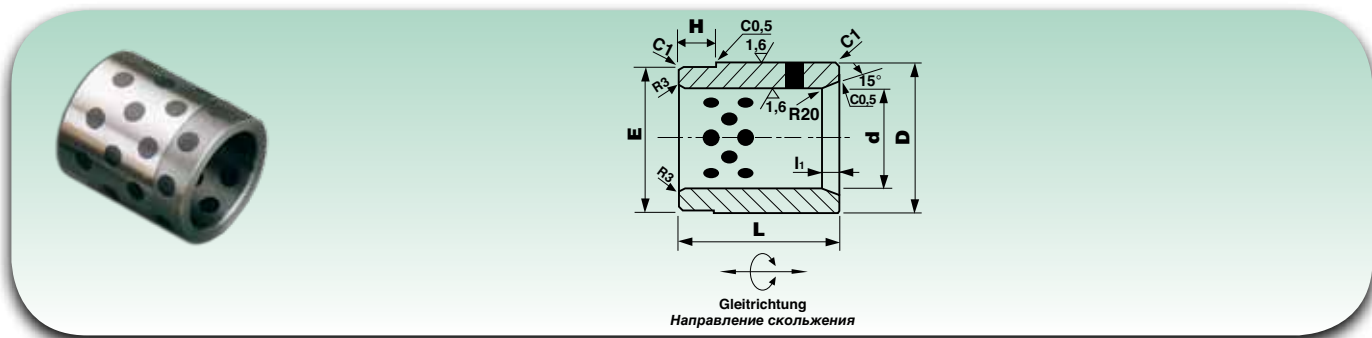 H
C0,5
C1
1,6
C1
15°
R3
C0,5
1,6
R20
E
d
D
l₁
R3
L
Gleitrichtung
Направление скольжения